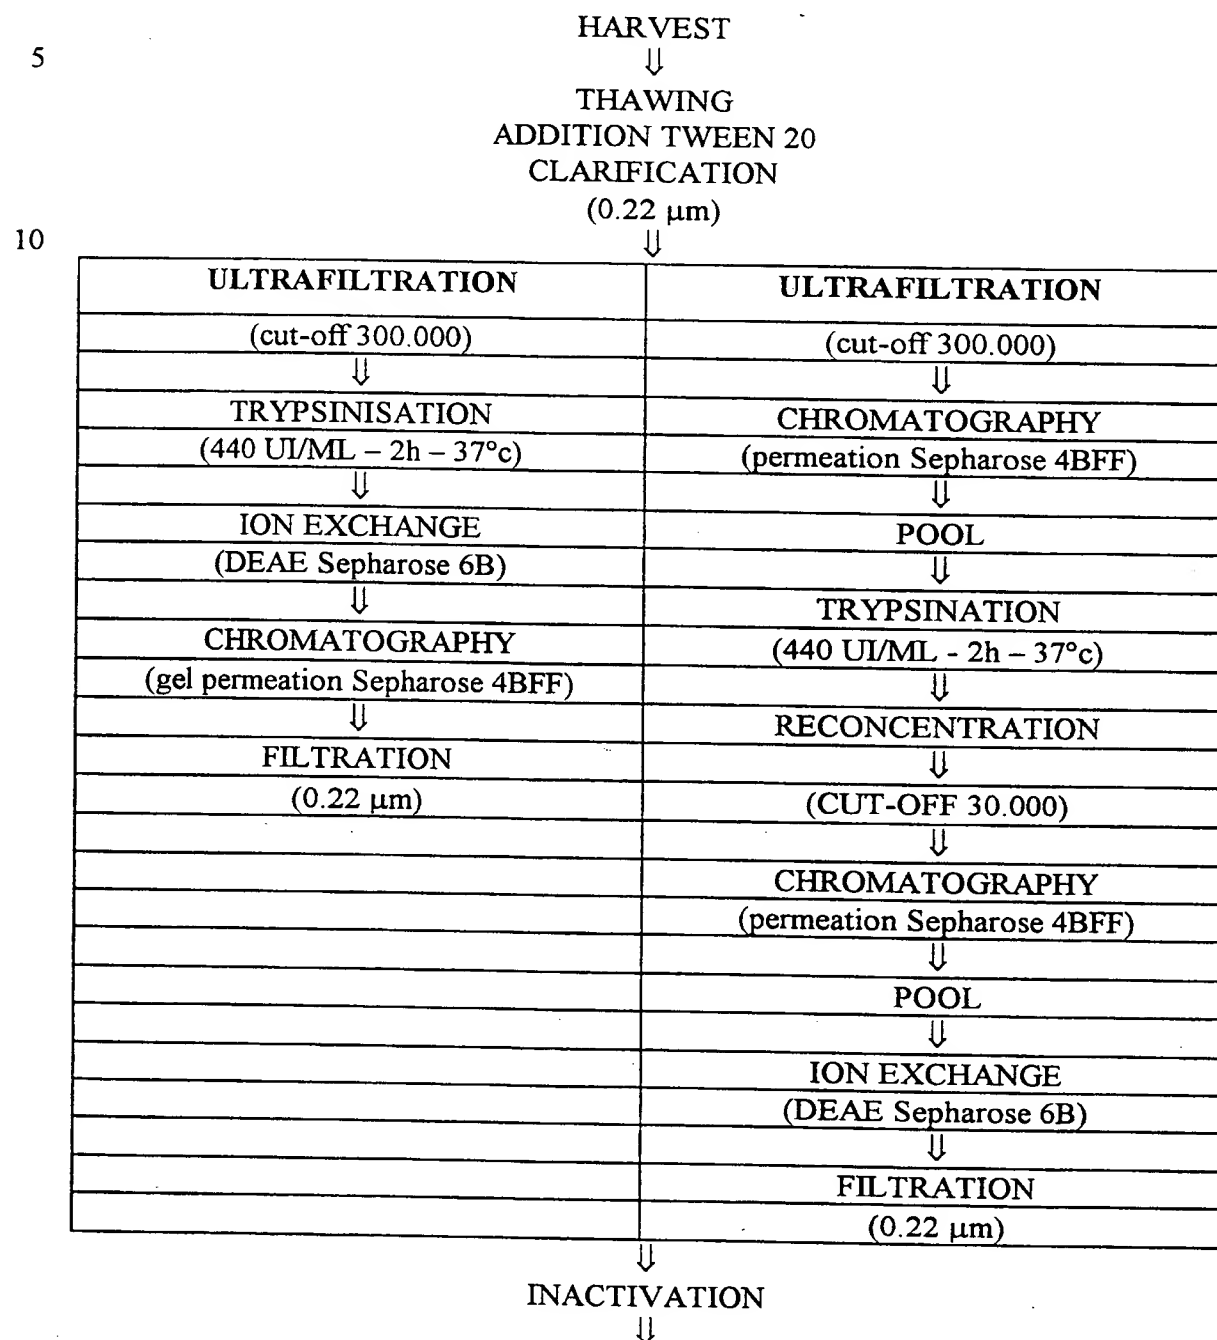 HARVEST
5
⇓
THAWING
ADDITION TWEEN 20
CLARIFICATION
(0.22 μm)
10
⇓
ULTRAFILTRATION ULTRAFILTRATION
(cut-off 300.000) (cut-off 300.000)
⇓ ⇓
TRYPSINISATION CHROMATOGRAPHY
(440 UI/ML – 2h – 37°c) (permeation Sepharose 4BFF)
⇓ ⇓
ION EXCHANGE POOL
(DEAE Sepharose 6B) ⇓
⇓ TRYPSINATION
CHROMATOGRAPHY (440 UI/ML - 2h – 37°c)
(gel permeation Sepharose 4BFF) ⇓
⇓ RECONCENTRATION
FILTRATION ⇓
(0.22 μm) (CUT-OFF 30.000)
⇓
CHROMATOGRAPHY
(permeation Sepharose 4BFF)
⇓
POOL
⇓
ION EXCHANGE
(DEAE Sepharose 6B)
⇓
FILTRATION
(0.22 μm)
⇓
INACTIVATION
⇓